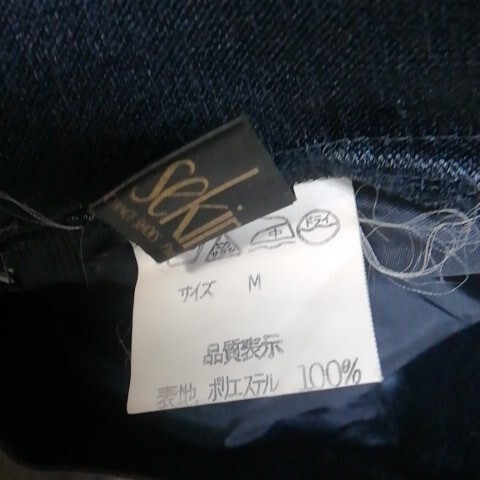 sekii
中 ドライ
サイズ M
品質表示
表地 ポリエステル 100%